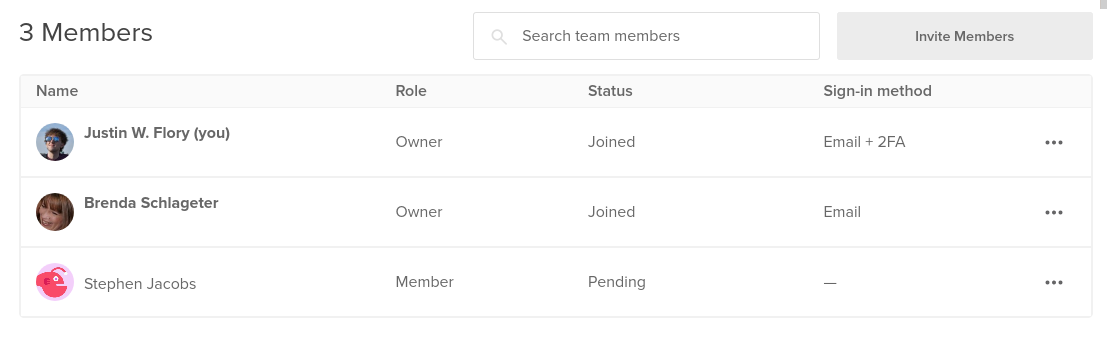 3 Members
Search team members
Invite Members
Name Role Status Sign-in method
Justin W. Flory (you) Owner Joined Email + 2FA
Brenda Schlageter Owner Joined Email
Stephen Jacobs Member Pending —